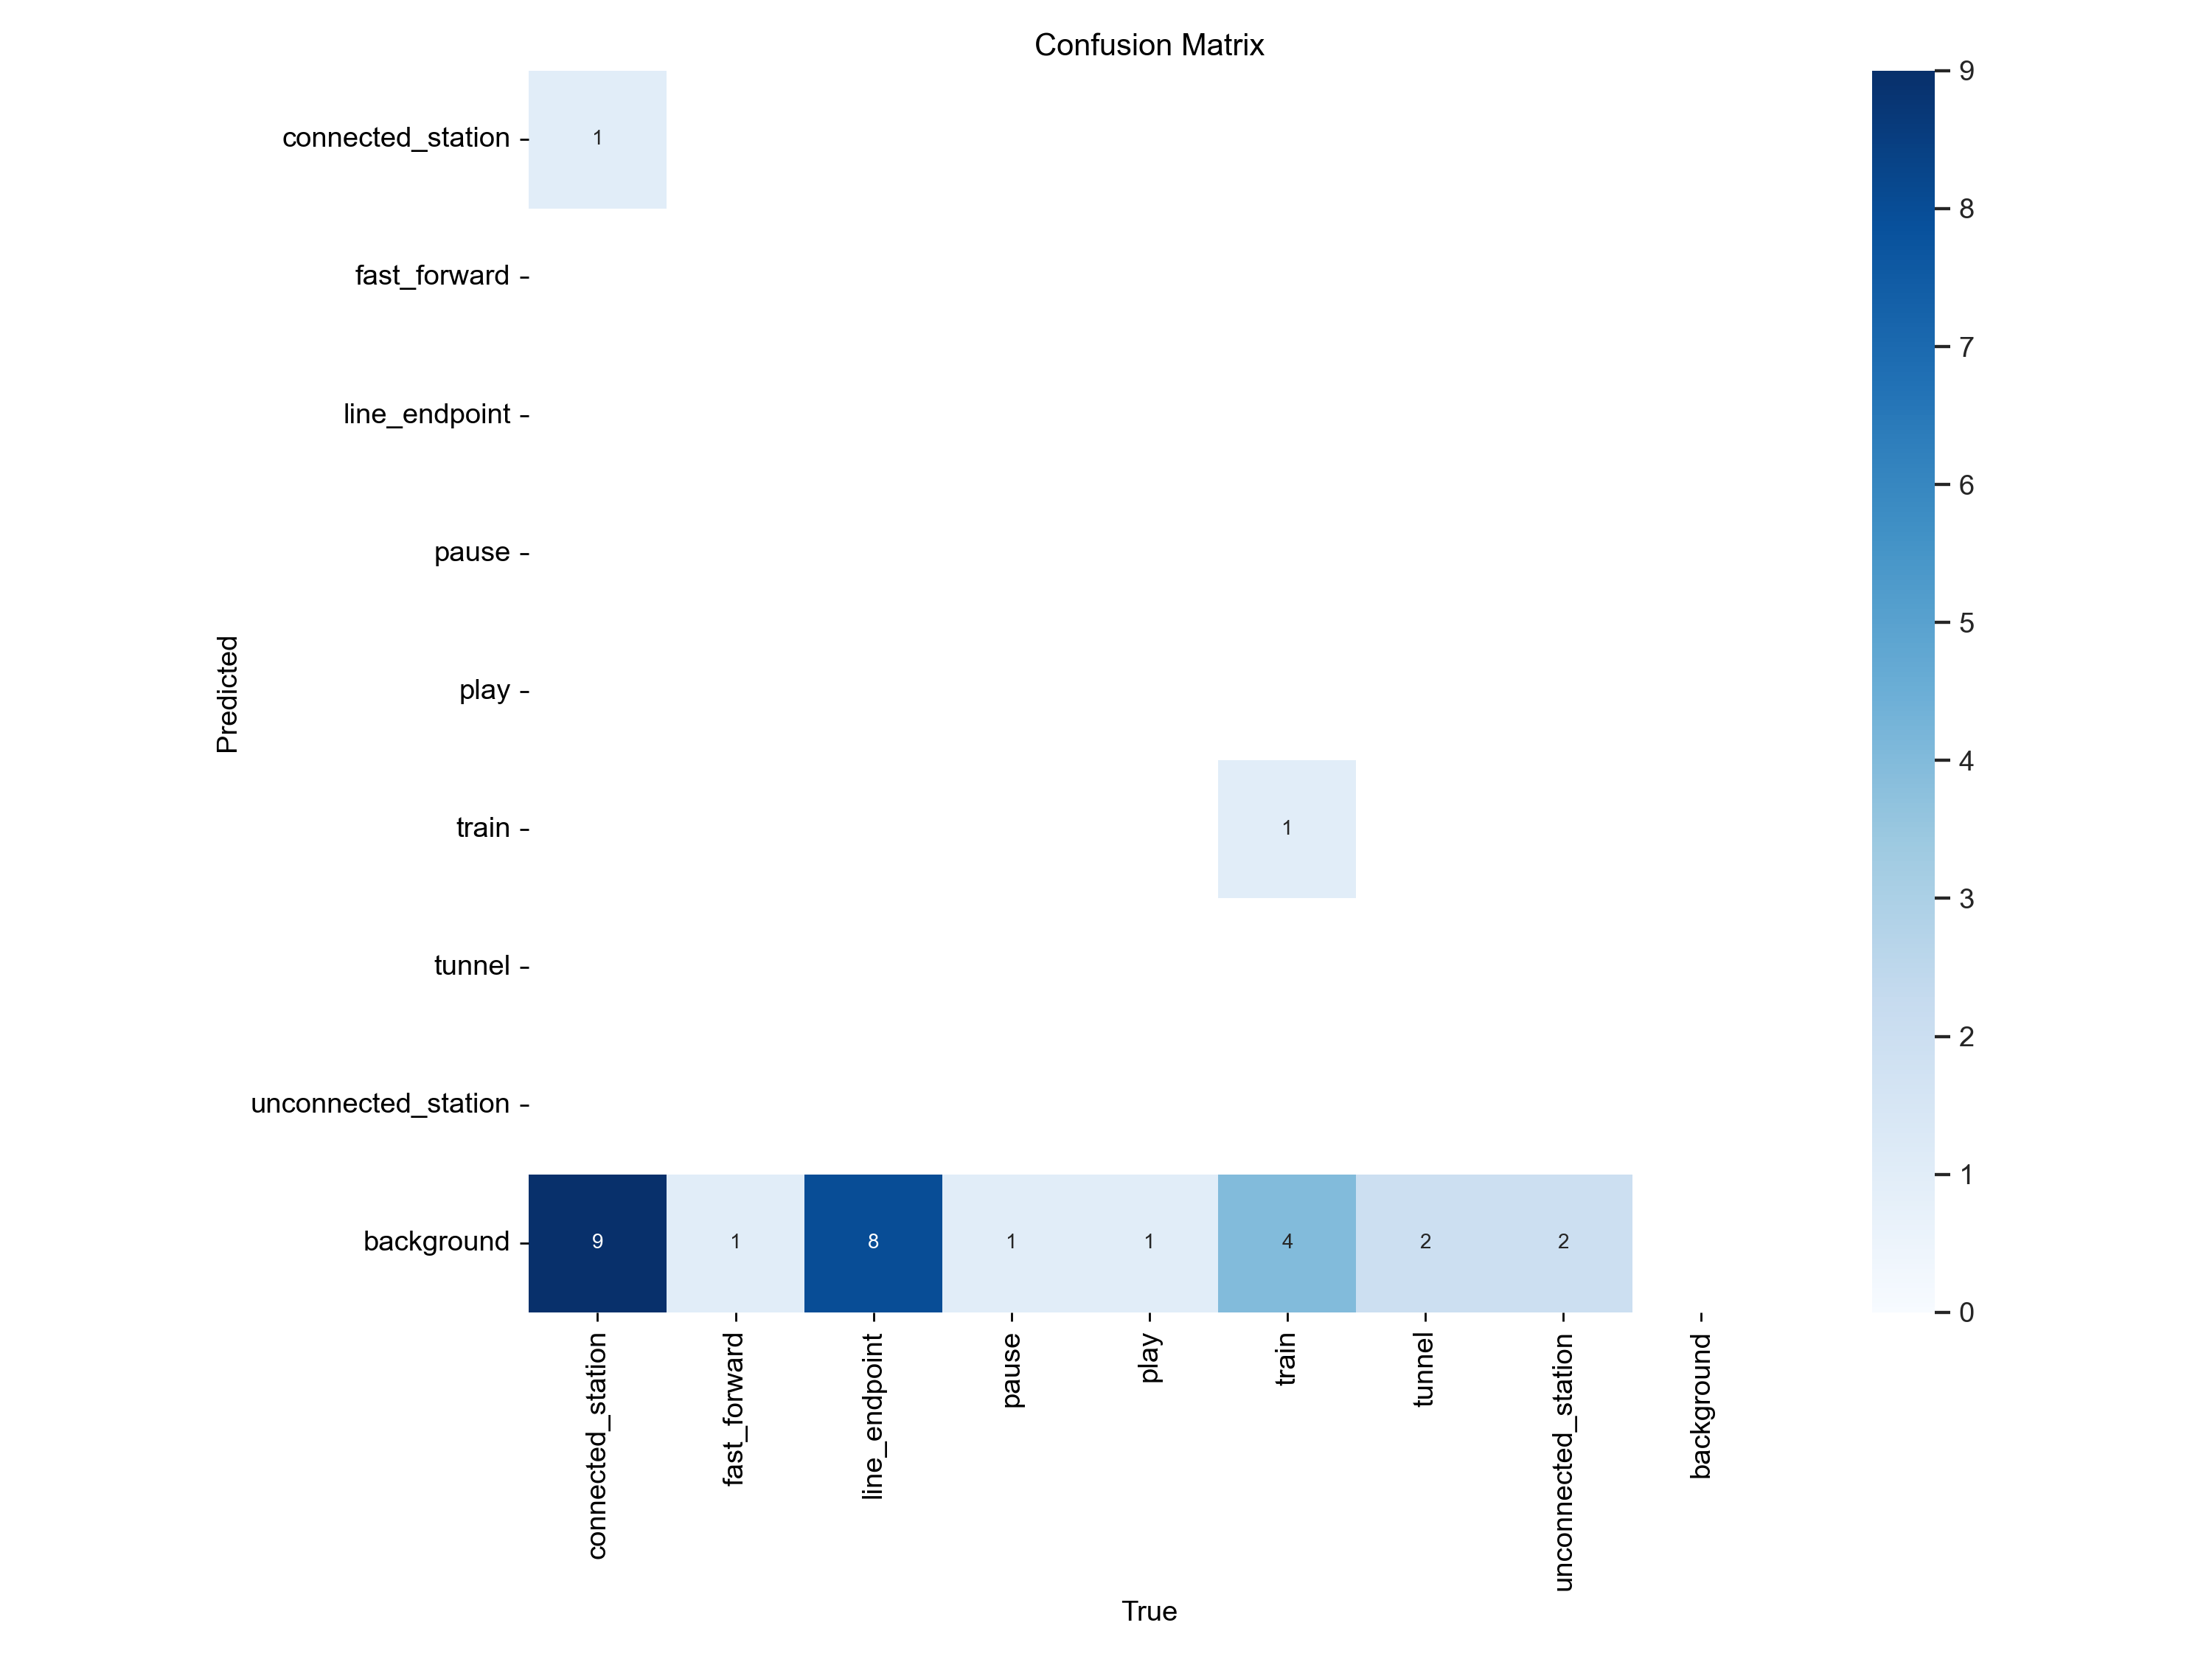 Confusion Matrix
connected_station
fast_forward
line_endpoint
pause
play
train
tunnel
unconnected_station
background
Predicted
1
1
9 1 8 1 1 4 2 2
connected_station
fast_forward
line_endpoint
pause
play
train
tunnel
unconnected_station
background
True
9
8
7
6
5
4
3
2
1
0